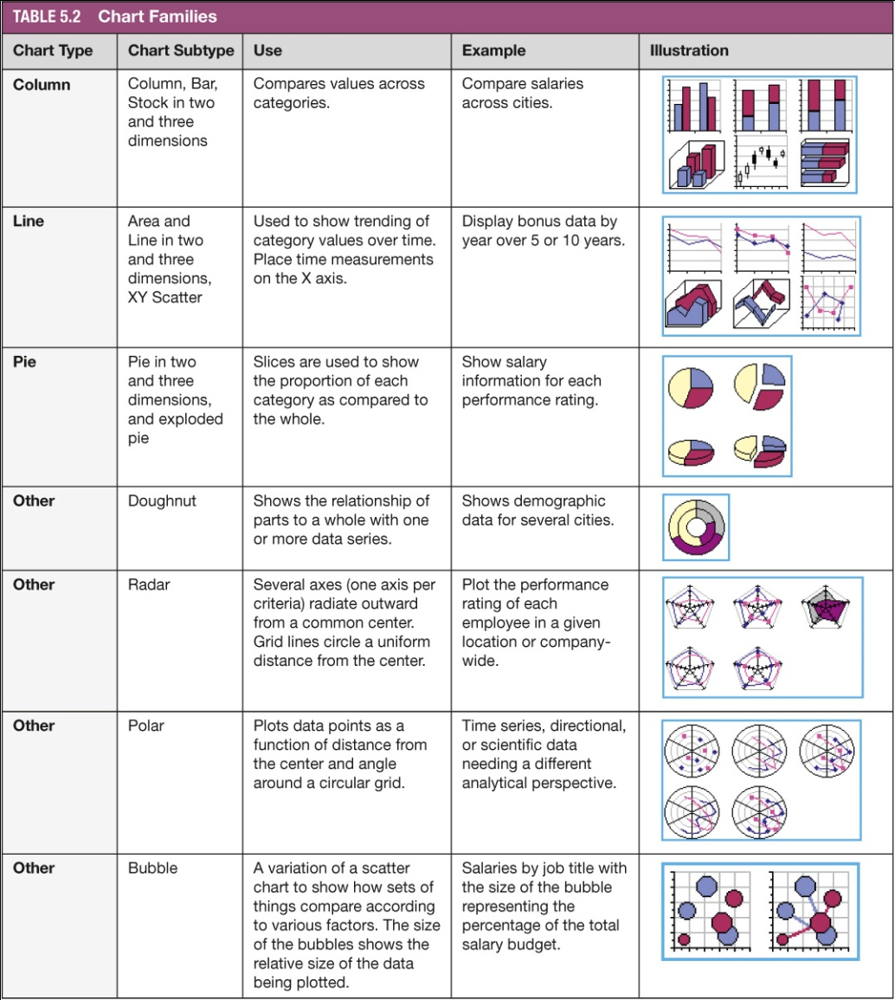 TABLE 5.2 Chart Families
Chart Type
Chart Subtype
Use
Example
Illustration
Column
Column, Bar,
Stock in two
and three
dimensions
Compares values across
categories.
Compare salaries
across cities.
Line
Area and
Line in two
and three
dimensions,
XY Scatter
Used to show trending of
category values over time.
Place time measurements
on the X axis.
Display bonus data by
year over 5 or 10 years.
Pie
Pie in two
and three
dimensions,
and exploded
pie
Slices are used to show
the proportion of each
category as compared to
the whole.
Show salary
information for each
performance rating.
Other
Doughnut
Shows the relationship of
parts to a whole with one
or more data series.
Shows demographic
data for several cities.
Other
Radar
Several axes (one axis per
criteria) radiate outward
from a common center.
Grid lines circle a uniform
distance from the center.
Plot the performance
rating of each
employee in a given
location or company-
wide.
Other
Polar
Plots data points as a
function of distance from
the center and angle
around a circular grid.
Time series, directional,
or scientific data
needing a different
analytical perspective.
Other
Bubble
A variation of a scatter
chart to show how sets of
things compare according
to various factors. The size
of the bubbles shows the
relative size of the data
being plotted.
Salaries by job title with
the size of the bubble
representing the
percentage of the total
salary budget.